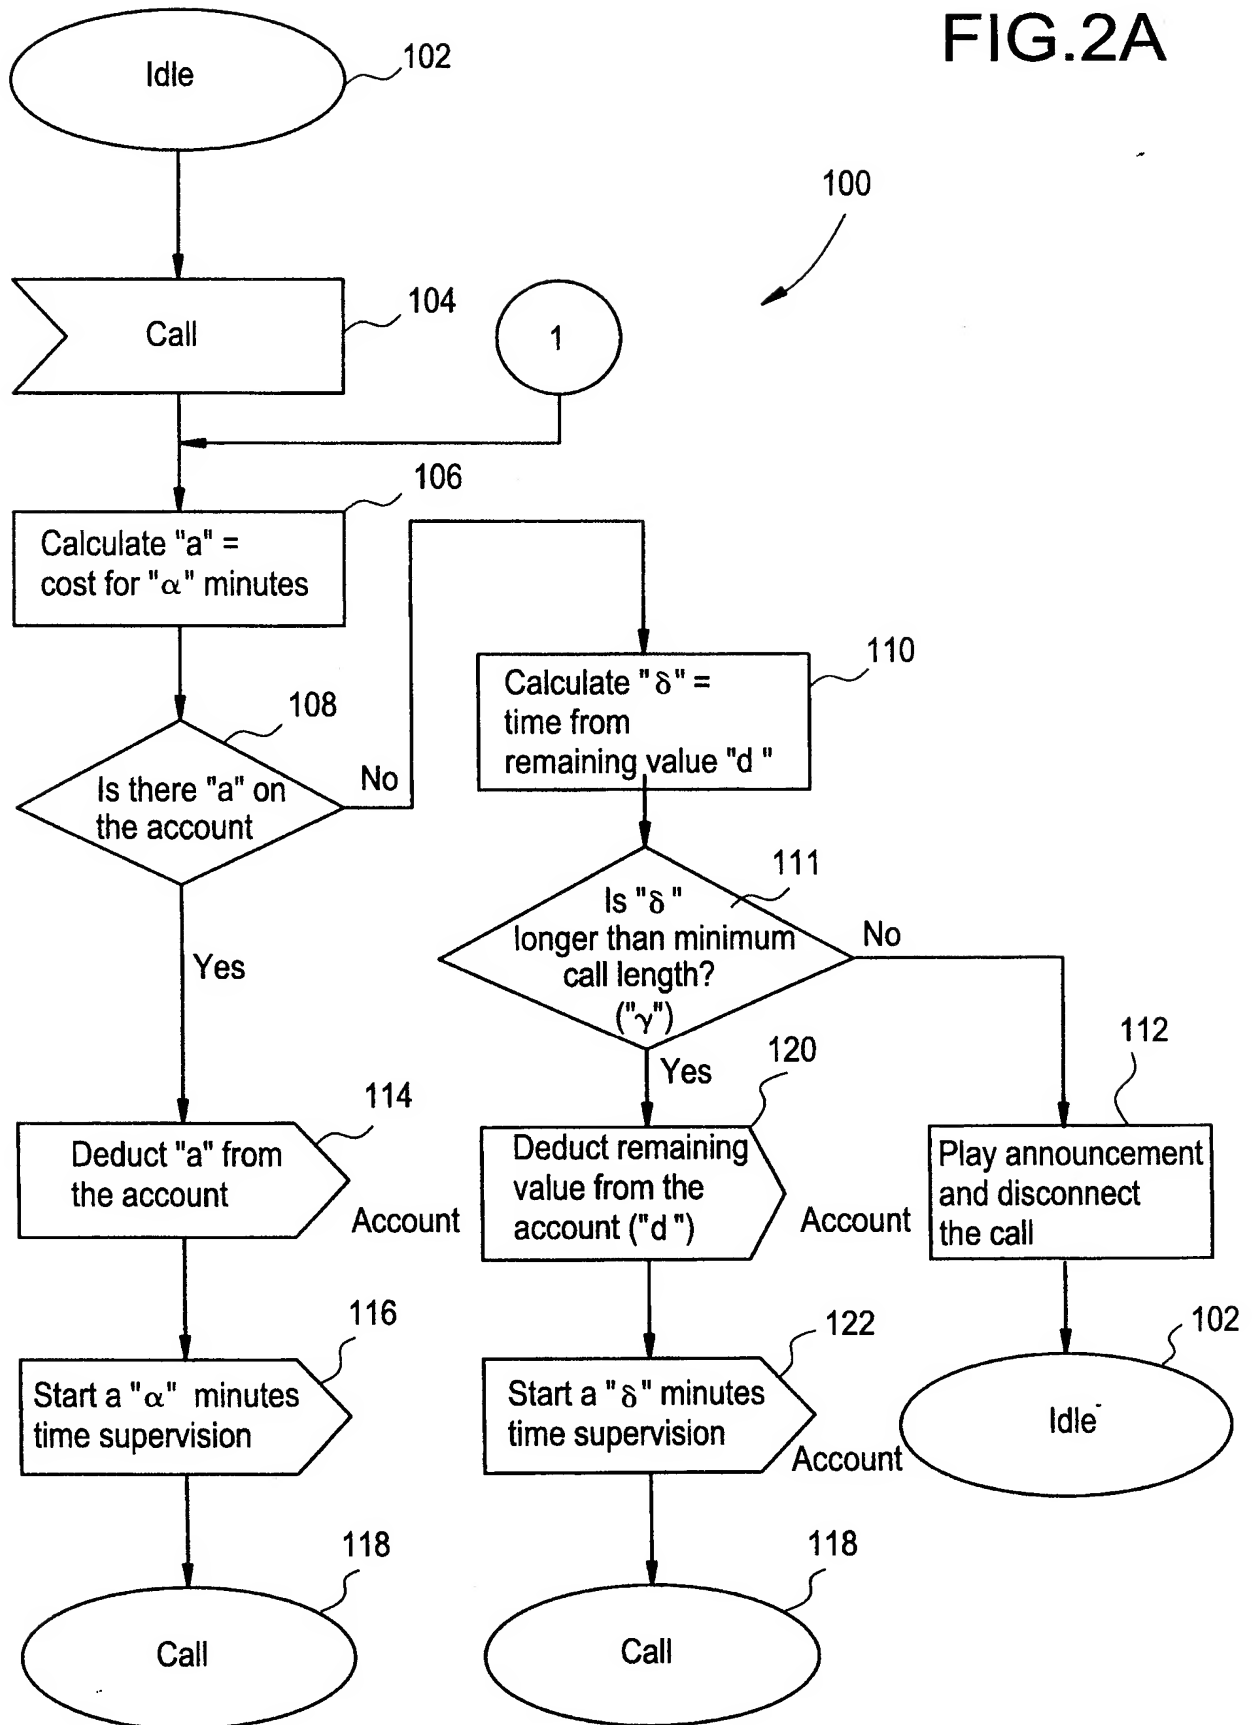 FIG.2A
Idle
102
100
104
Call
1
106
Calculate "a" =
cost for "α" minutes
110
Calculate "δ" =
time from
remaining value "d "
108
Is there "a" on
the account
No
111
Is "δ"
longer than minimum
call length?
("γ")
No
Yes
112
120
Yes
114
Deduct "a" from
the account
Account
Deduct remaining
value from the
account ("d ")
Account
Play announcement
and disconnect
the call
116
122
102
Start a "α" minutes
time supervision
Start a "δ" minutes
time supervision
Account
Idle
118
118
Call
Call